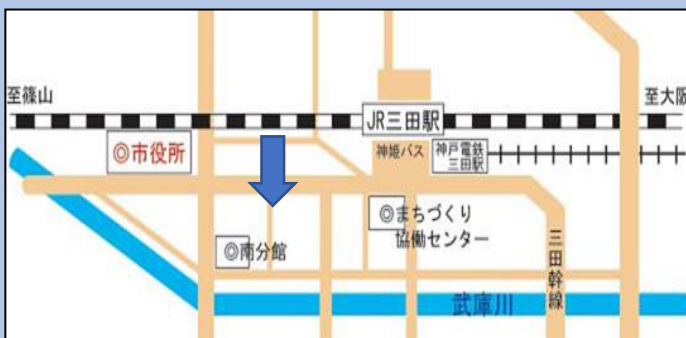 至篠山
至大阪
JR三田駅
◎市役所
神姫バス
神戸電鉄
三田駅
◎まちづくり
協働センター
◎南分館
三田幹線
武庫川